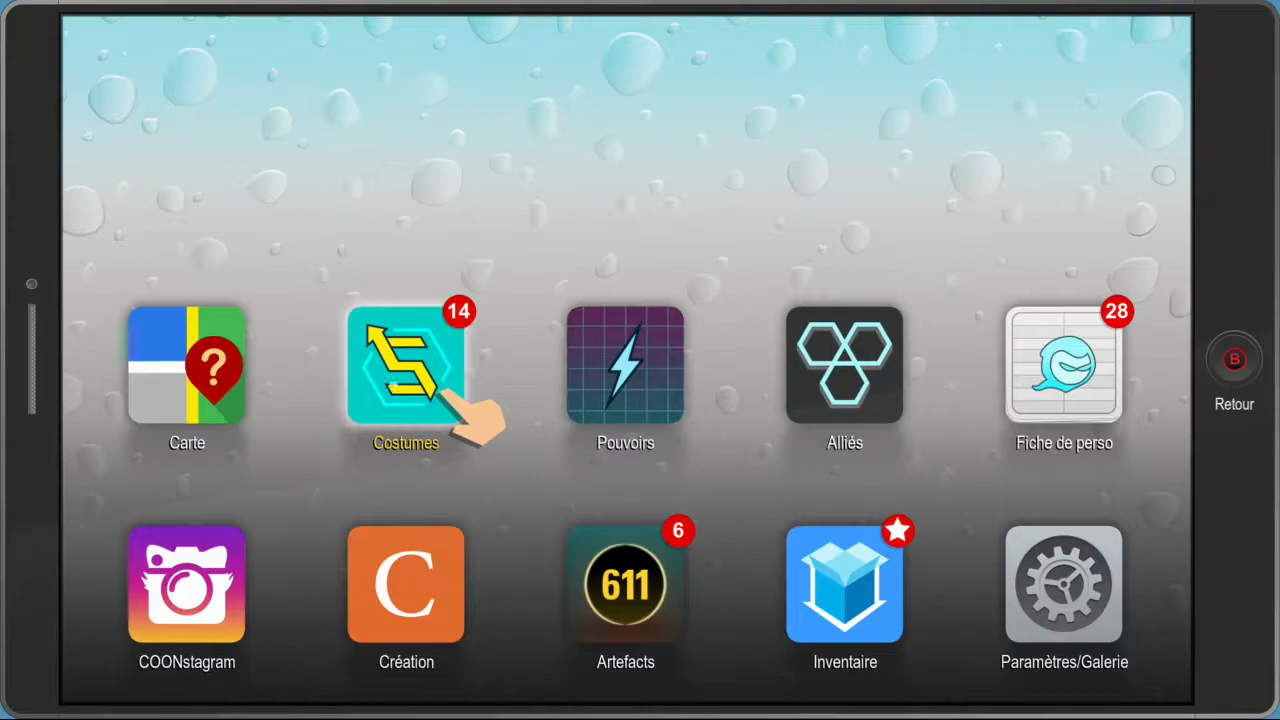 14
28
?
B
Retour
Carte
Costumes
Pouvoirs
Alliés
Fiche de perso
6
C
611
COONstagram
Création
Artefacts
Inventaire
Paramètres/Galerie